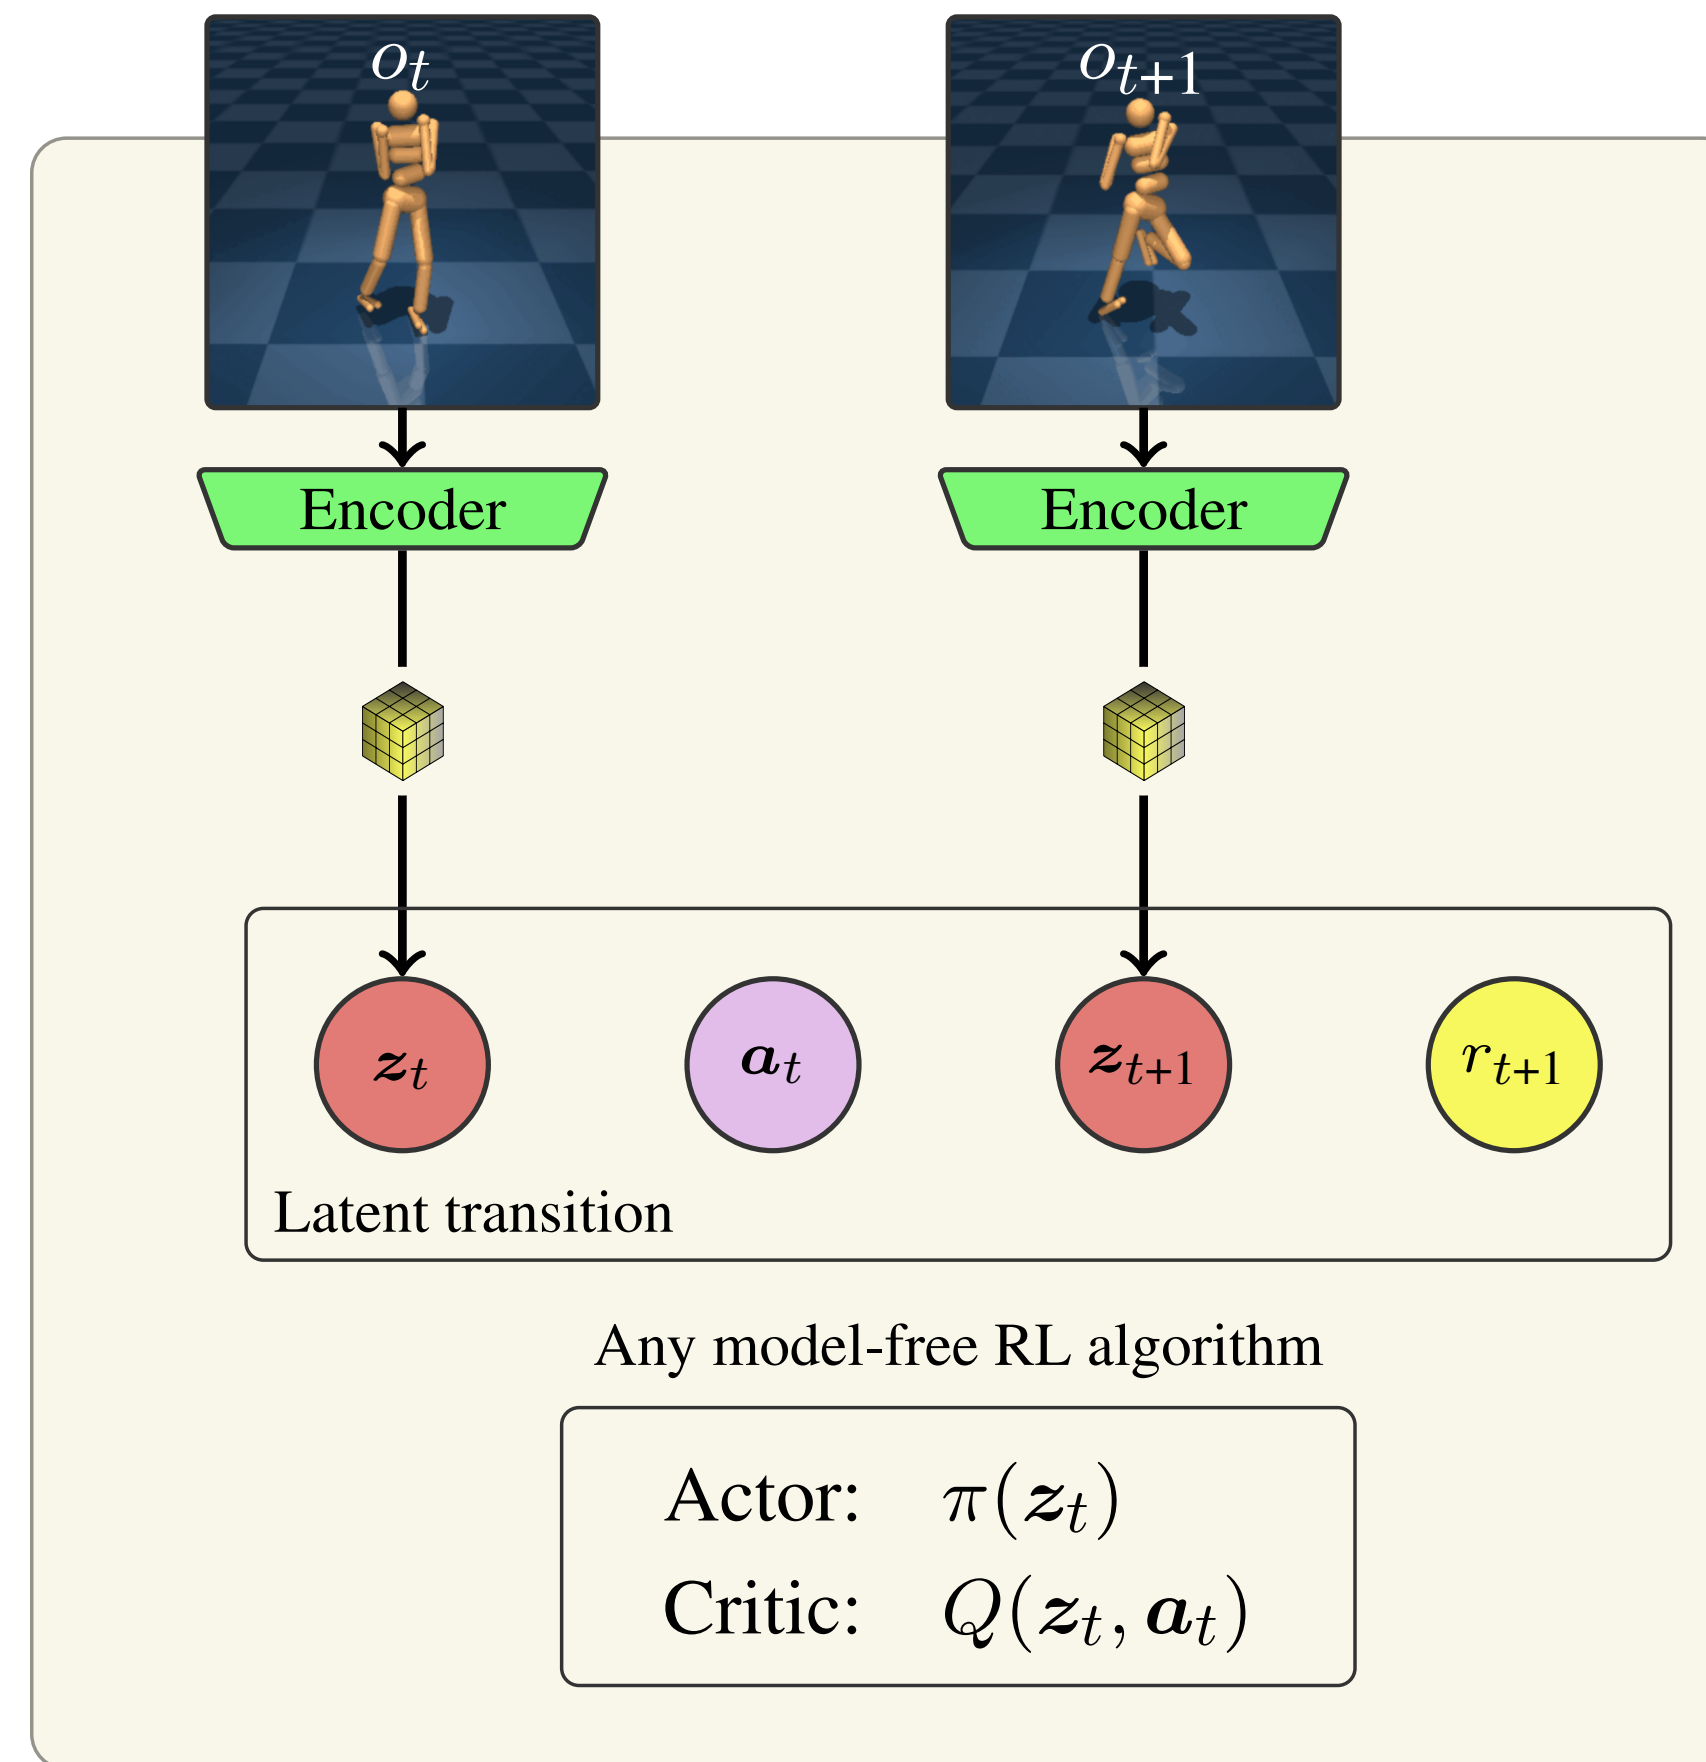 o_t o_{t+1}
Encoder Encoder
z_t a_t z_{t+1} r_{t+1}
Latent transition
Any model-free RL algorithm
Actor: π(z_t)
Critic: Q(z_t, a_t)